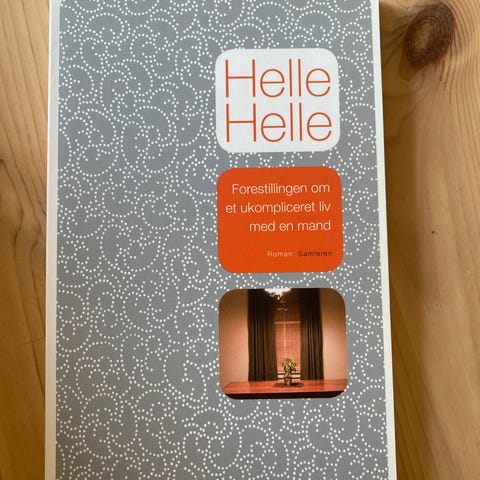 Helle
Helle
Forestillingen om
et ukompliceret liv
med en mand
Roman Samleren